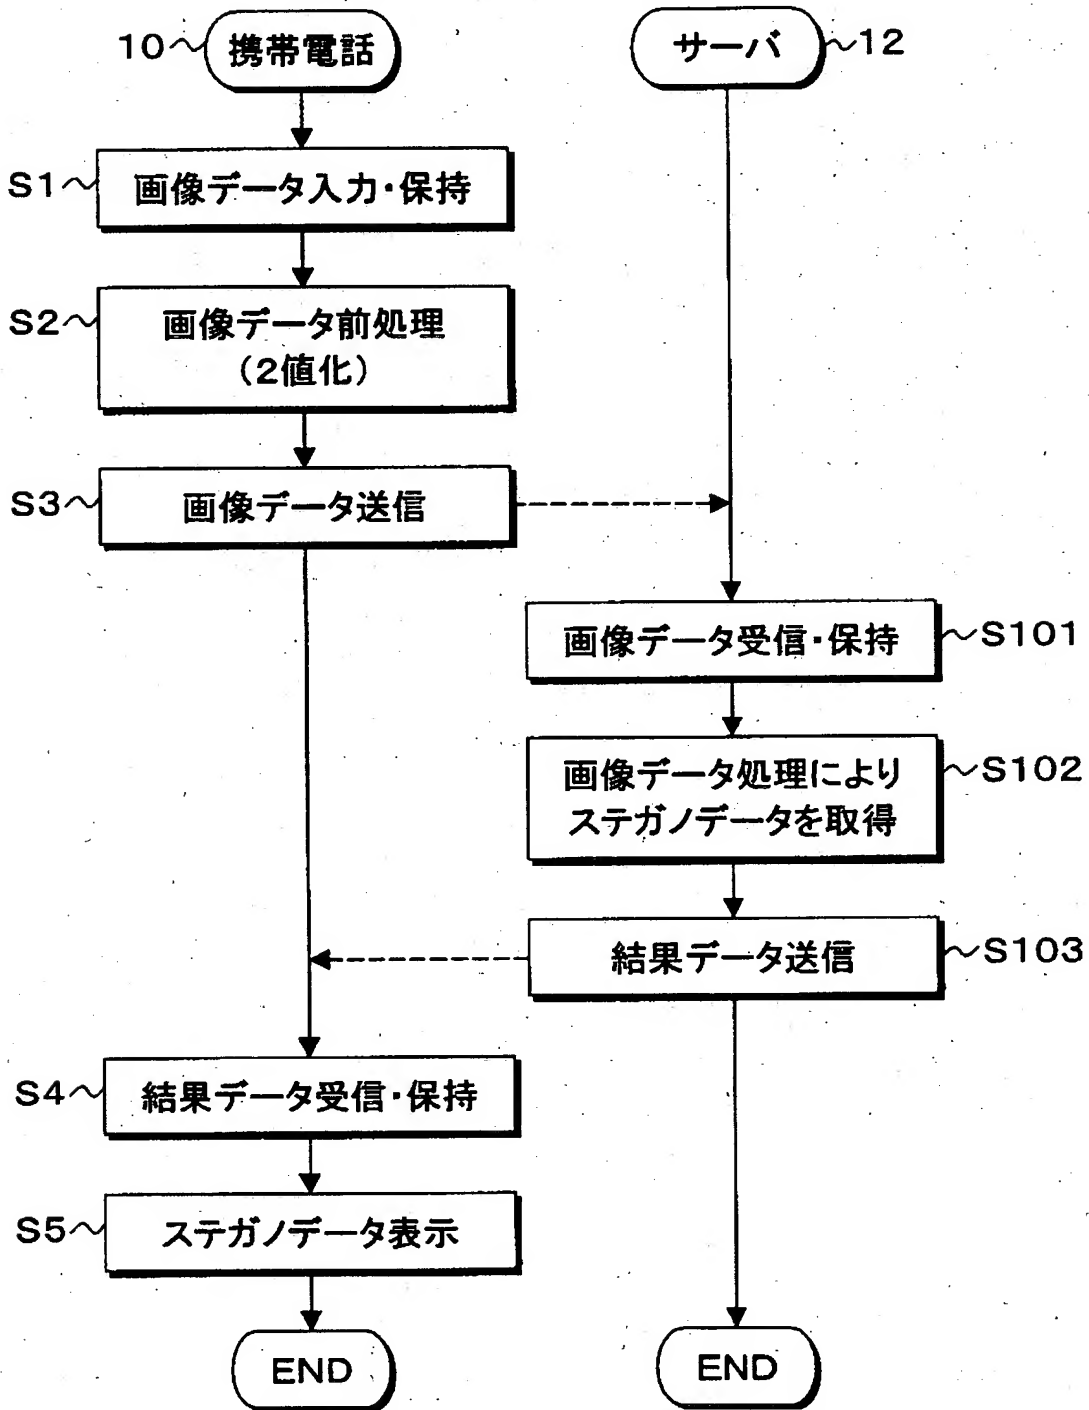 10 携帯電話
サーバ 12
S1 画像データ入力・保持
S2 画像データ前処理
(2値化)
S3 画像データ送信
画像データ受信・保持 S101
画像データ処理により S102
ステガノデータを取得
結果データ送信 S103
S4 結果データ受信・保持
S5 ステガノデータ表示
END
END